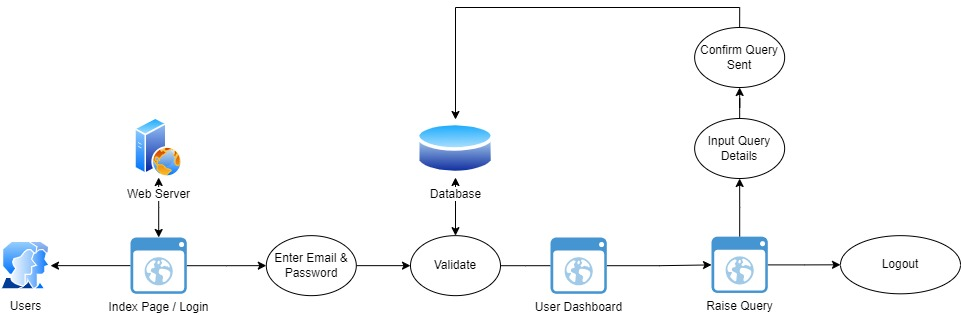 Confirm Query
Sent
Input Query
Details
Web Server
Database
Enter Email &
Password
Validate
Logout
Users
Index Page / Login
User Dashboard
Raise Query